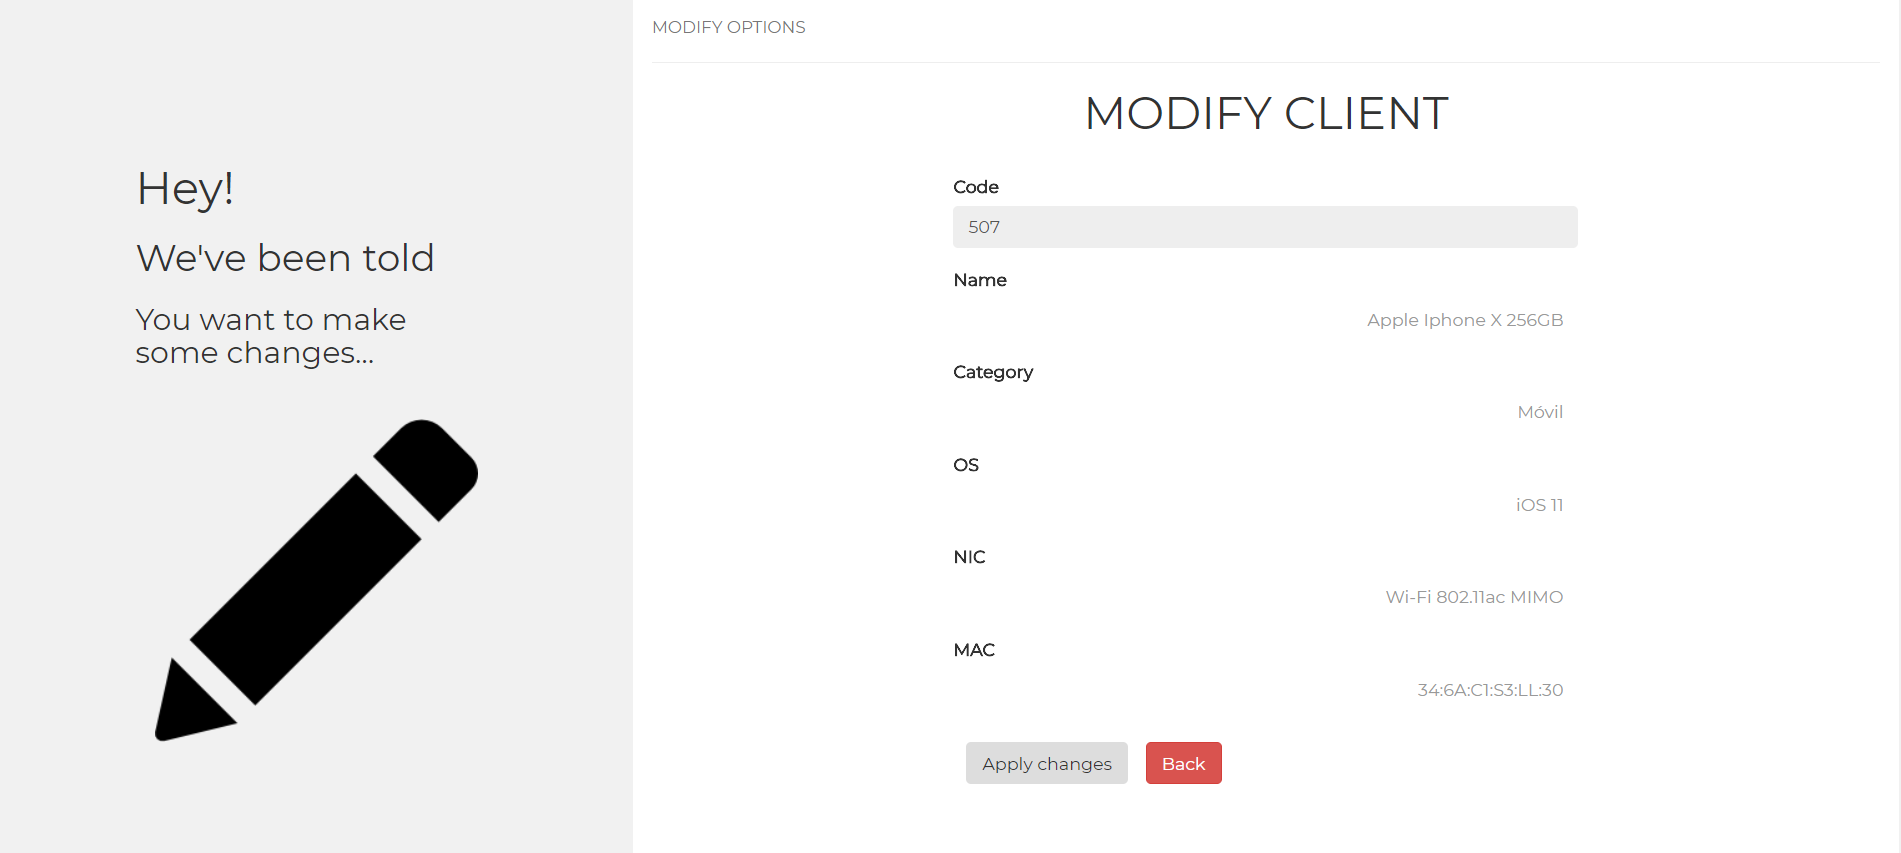 Hey!
We've been told
You want to make
some changes...
MODIFY OPTIONS
MODIFY CLIENT
Code
507
Name
Apple Iphone X 256GB
Category
Móvil
OS
iOS 11
NIC
Wi-Fi 802.11ac MIMO
MAC
34:6A:C1:S3:LL:30
Apply changes
Back